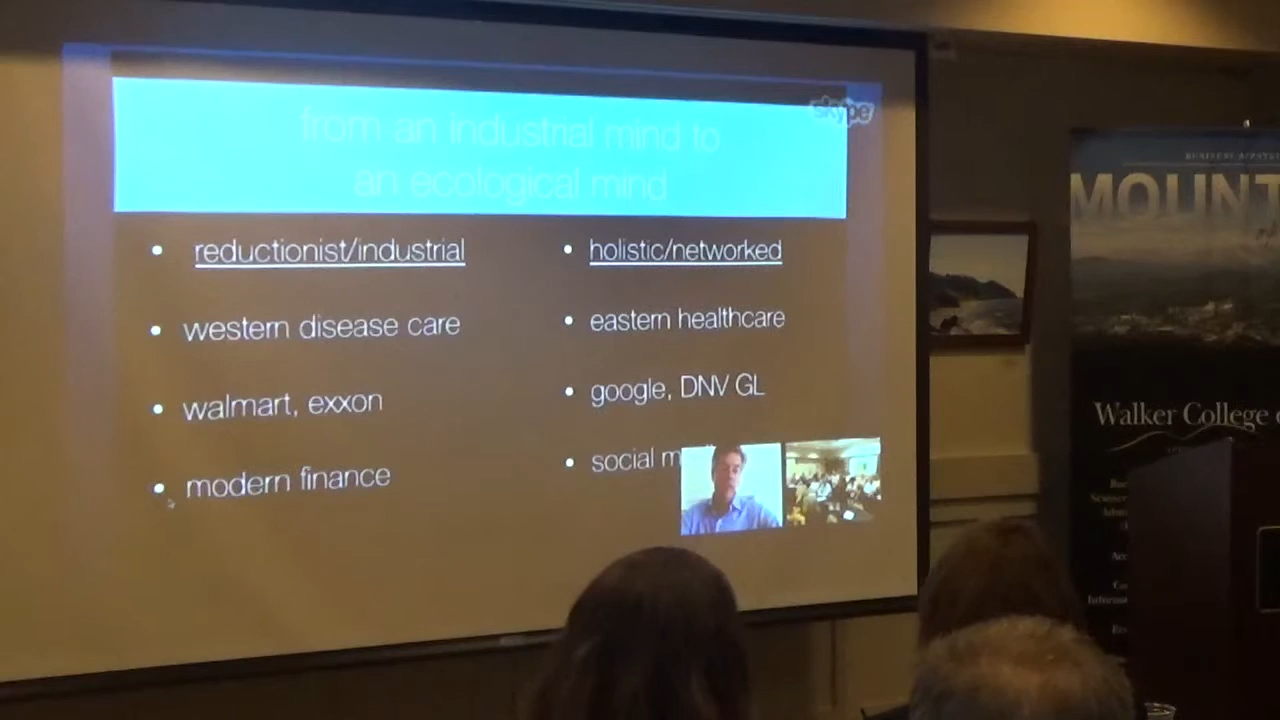 skype
from an industrial mind to
an ecological mind
• reductionist/industrial
• western disease care
• walmart, exxon
• modern finance
• holistic/networked
• eastern healthcare
• google, DNV GL
• social
MOUNT
Walker College